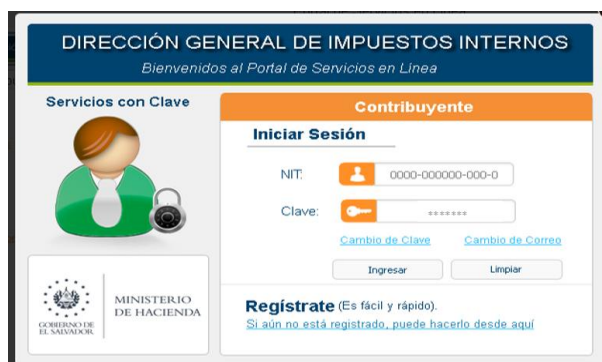 DIRECCIÓN GENERAL DE IMPUESTOS INTERNOS
Bienvenidos al Portal de Servicios en Línea
Servicios con Clave
Contribuyente
Iniciar Sesión
NIT:
0000-000000-000-0
Clave:
*******
Cambio de Clave
Cambio de Correo
Ingresar
Limpiar
MINISTERIO
DE HACIENDA
GOBIERNO DE
EL SALVADOR
Regístrate (Es fácil y rápido).
Si aún no está registrado, puede hacerlo desde aquí